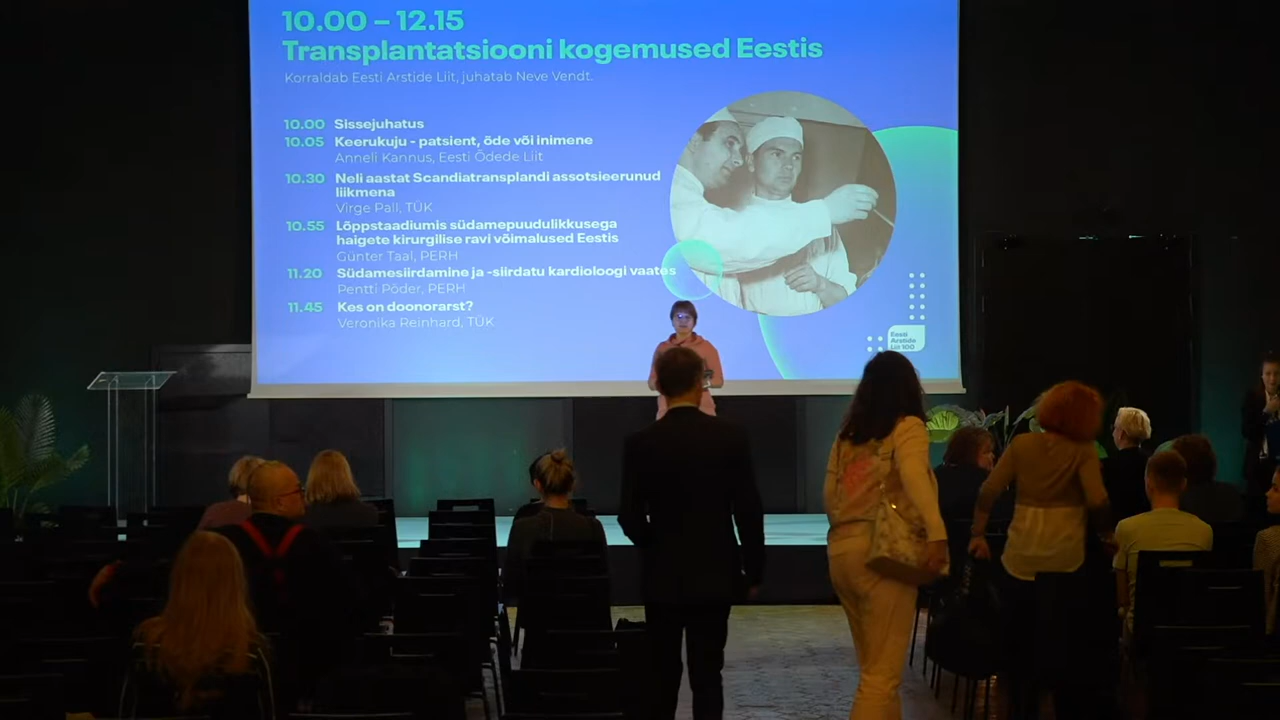 10.00 – 12.15
Transplantatsiooni kogemused Eestis
Korraldab Eesti Arstide Liit, juhatab Neve Vendt.
10.00 Sissejuhatus
10.05 Keerukuju - patsient, õde või inimene
Anneli Kannus, Eesti Õdede Liit
10.30 Neli aastat Scandiatransplandi assotsieerunud
liikmena
Virge Pall, TÜK
10.55 Lõppstaadiumis südamepuudulikkusega
haigete kirurgilise ravi võimalused Eestis
Günter Taal, PERH
11.20 Südamesiirdamine ja -siirdatu kardioloogi vaates
Pentti Põder, PERH
11.45 Kes on doonorarst?
Veronika Reinhard, TÜK
Eesti
Arstide
Liit 100